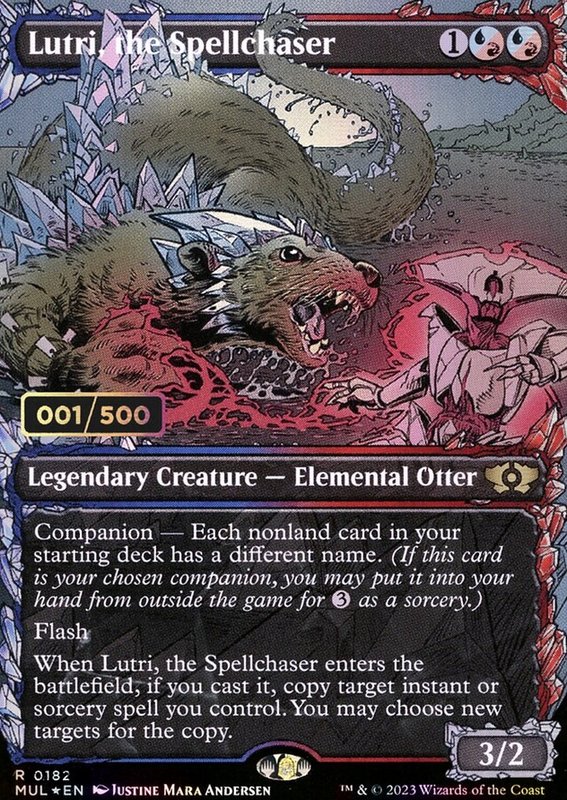 Lutri, the Spellchaser 1
001/500
Legendary Creature — Elemental Otter
Companion — Each nonland card in your
starting deck has a different name. (If this card
is your chosen companion, you may put it into your
hand from outside the game for 3 as a sorcery.)
Flash
When Lutri, the Spellchaser enters the
battlefield, if you cast it, copy target instant or
sorcery spell you control. You may choose new
targets for the copy.
3/2
R 0182
MUL ★ EN Justine Mara Andersen
™ & © 2023 Wizards of the Coast